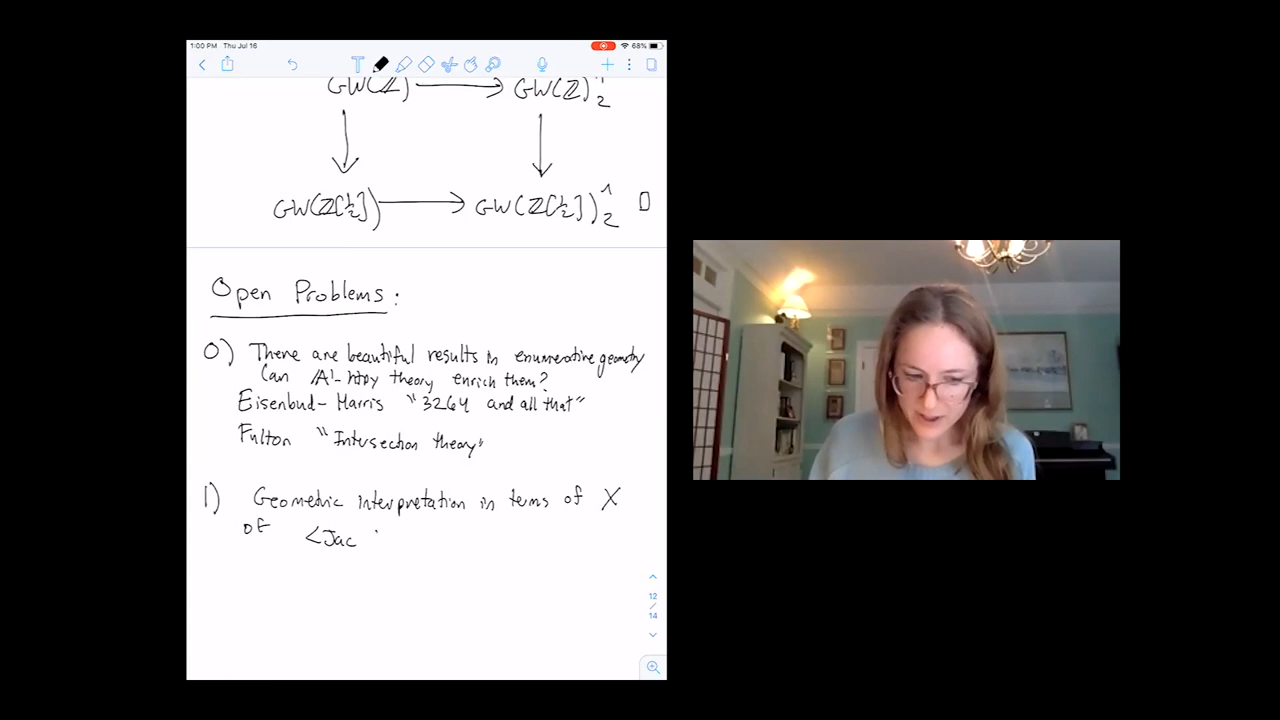 1:00 PM Thu Jul 16
68%
T
GW(ℤ) → GW(ℤ)^∧_2
↓ ↓
GW(ℤ[1/2]) → GW(ℤ[1/2])^∧_2 □
Open Problems:
0) There are beautiful results in enumerative geometry
Can A¹-htpy theory enrich them?
Eisenbud-Harris "3264 and all that"
Fulton "Intersection theory"
1) Geometric interpretation in terms of X
of <Jac
12
/
14